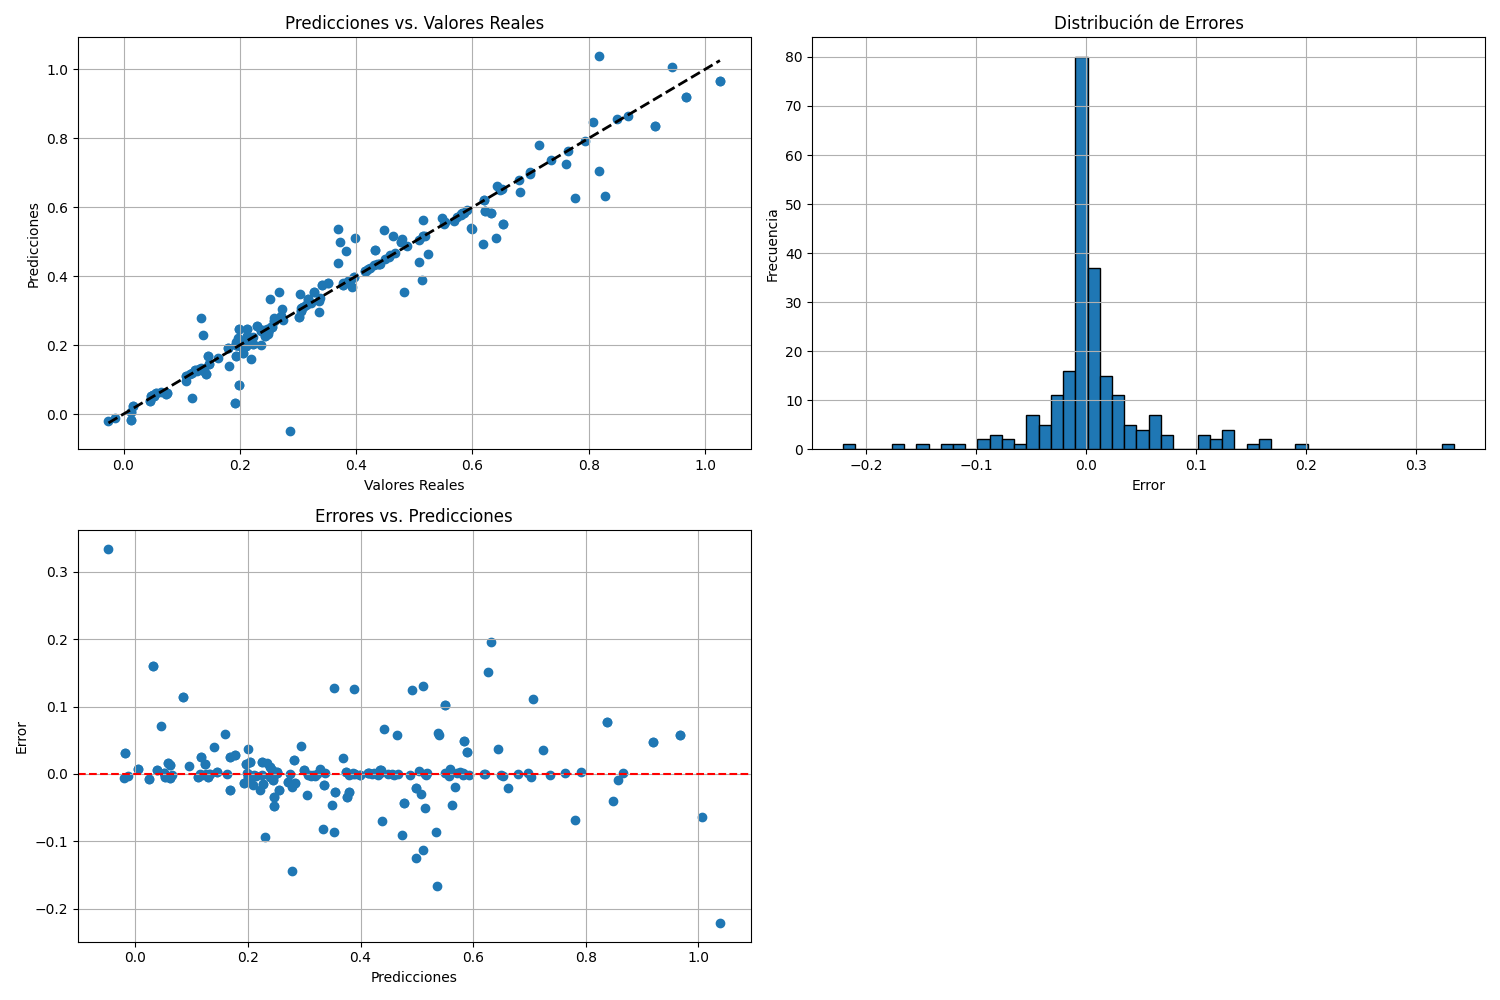 Predicciones vs. Valores Reales
Predicciones
1.0
0.8
0.6
0.4
0.2
0.0
0.0 0.2 0.4 0.6 0.8 1.0
Valores Reales
Distribución de Errores
Frecuencia
80
70
60
50
40
30
20
10
0
−0.2 −0.1 0.0 0.1 0.2 0.3
Error
Errores vs. Predicciones
Error
0.3
0.2
0.1
0.0
−0.1
−0.2
0.0 0.2 0.4 0.6 0.8 1.0
Predicciones